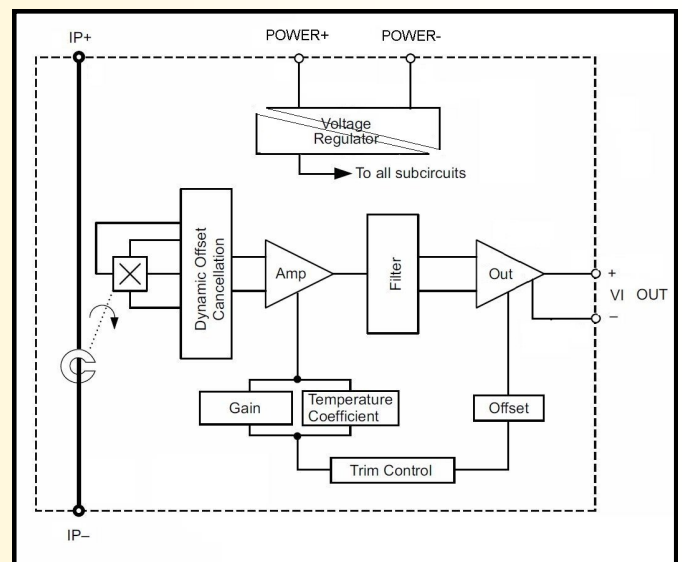 IP+
POWER+
POWER-
Voltage
Regulator
To all subcircuits
Dynamic Offset
Cancellation
Amp
Filter
Out
+
VI OUT
–
Gain
Temperature
Coefficient
Offset
Trim Control
IP–